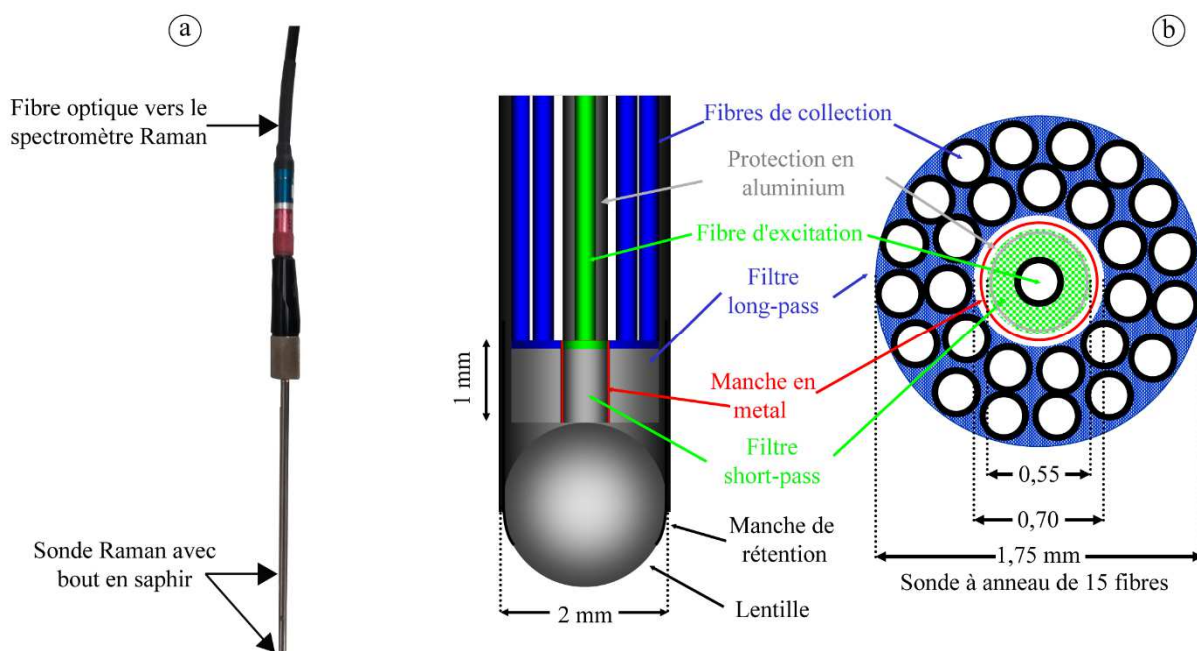 a
b
Fibre optique vers le
spectromètre Raman
Sonde Raman avec
bout en saphir
Fibres de collection
Protection en
aluminium
Fibre d'excitation
Filtre
long-pass
Manche en
metal
Filtre
short-pass
Manche de
rétention
Lentille
1 mm
2 mm
0,55
0,70
1,75 mm
Sonde à anneau de 15 fibres